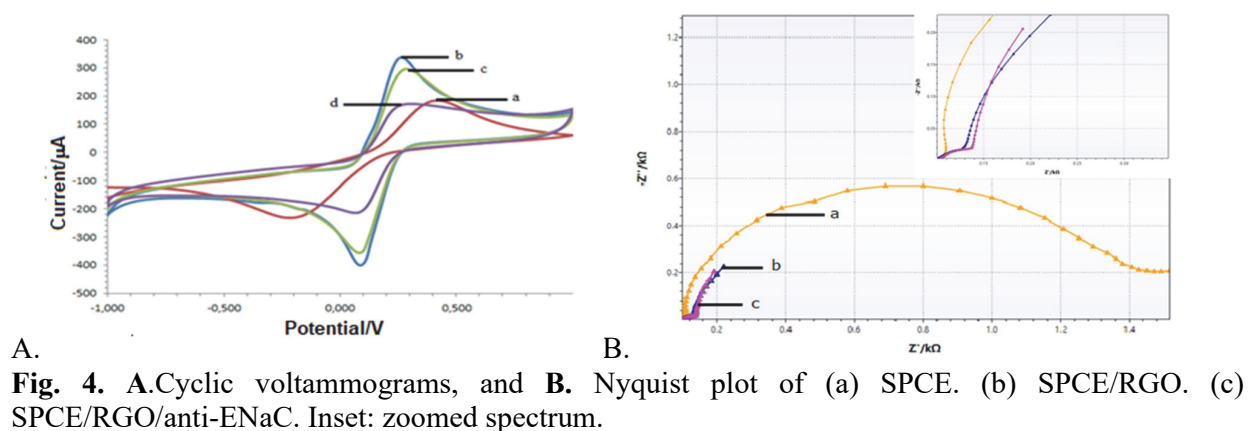 400
300
200
100
0
-100
-200
-300
-400
-500
Current/µA
-1,000
-0,500
0,000
0,500
Potential/V
b
c
a
d
A.
1.2
1.0
0.8
0.6
0.4
0.2
-Z''/kΩ
0.2
0.4
0.6
0.8
1.0
1.2
1.4
Z'/kΩ
a
b
c
B.
Fig. 4. A.Cyclic voltammograms, and B. Nyquist plot of (a) SPCE. (b) SPCE/RGO. (c)
SPCE/RGO/anti-ENaC. Inset: zoomed spectrum.